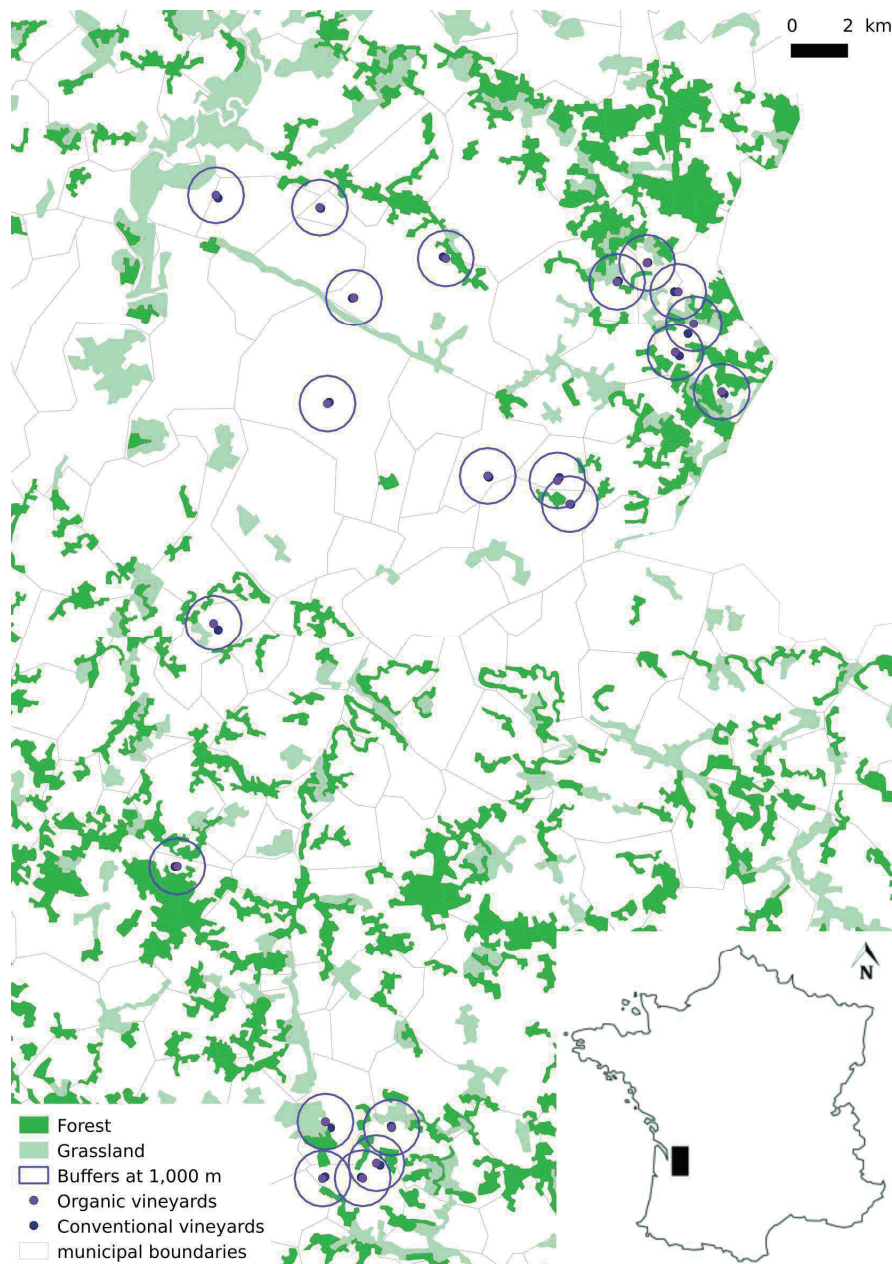 0 2 km
N
Forest
Grassland
Buffers at 1,000 m
Organic vineyards
Conventional vineyards
municipal boundaries